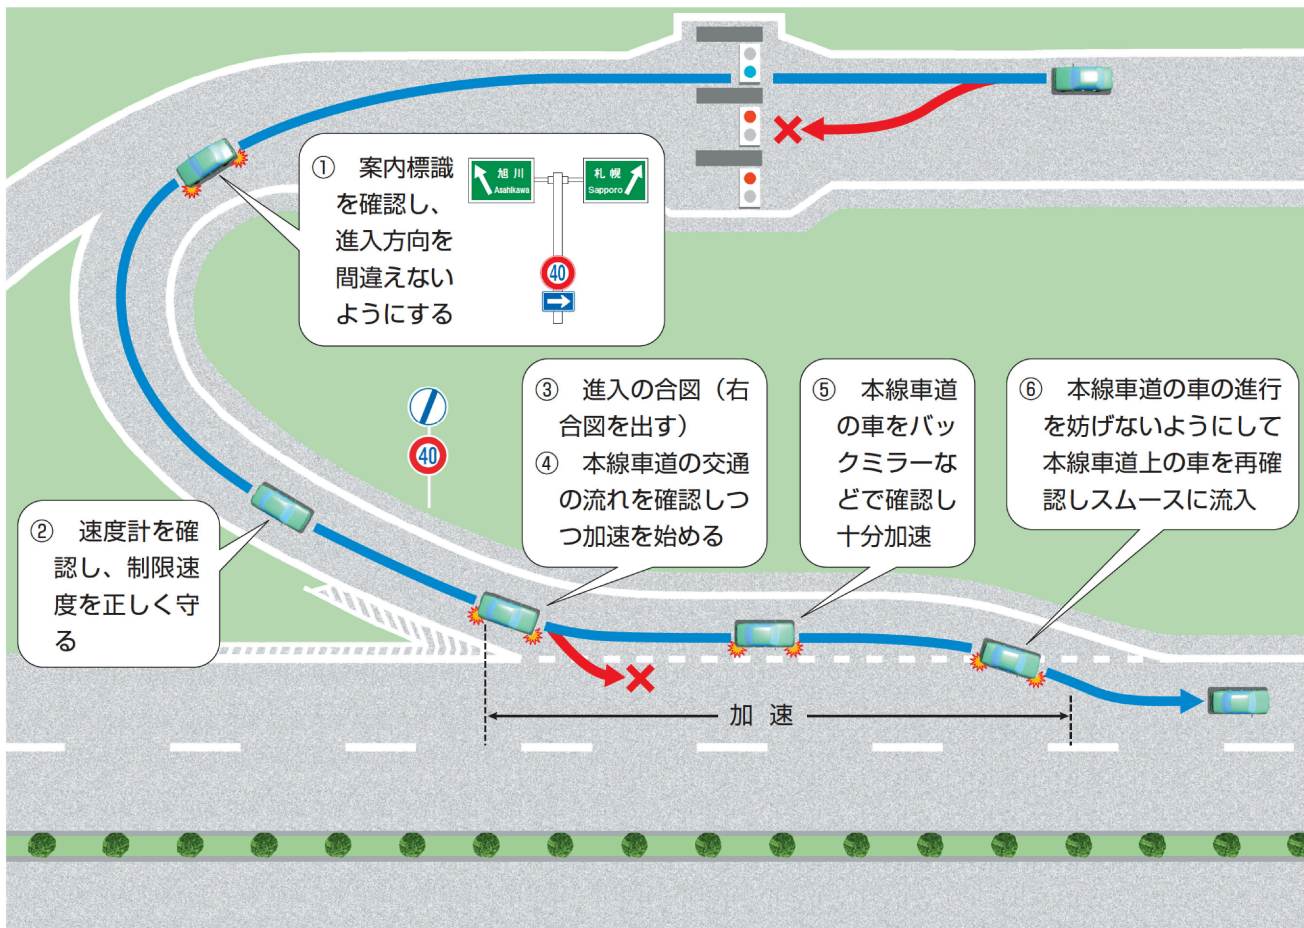 ① 案内標識
を確認し、
進入方向を
間違えない
ようにする
旭川
Asahikawa
札幌
Sapporo
40
40
② 速度計を確
認し、制限速
度を正しく守
る
③ 進入の合図（右
合図を出す）
④ 本線車道の交通
の流れを確認しつ
つ加速を始める
⑤ 本線車道
の車をバッ
クミラーな
どで確認し
十分加速
⑥ 本線車道の車の進行
を妨げないようにして
本線車道上の車を再確
認しスムースに流入
加速